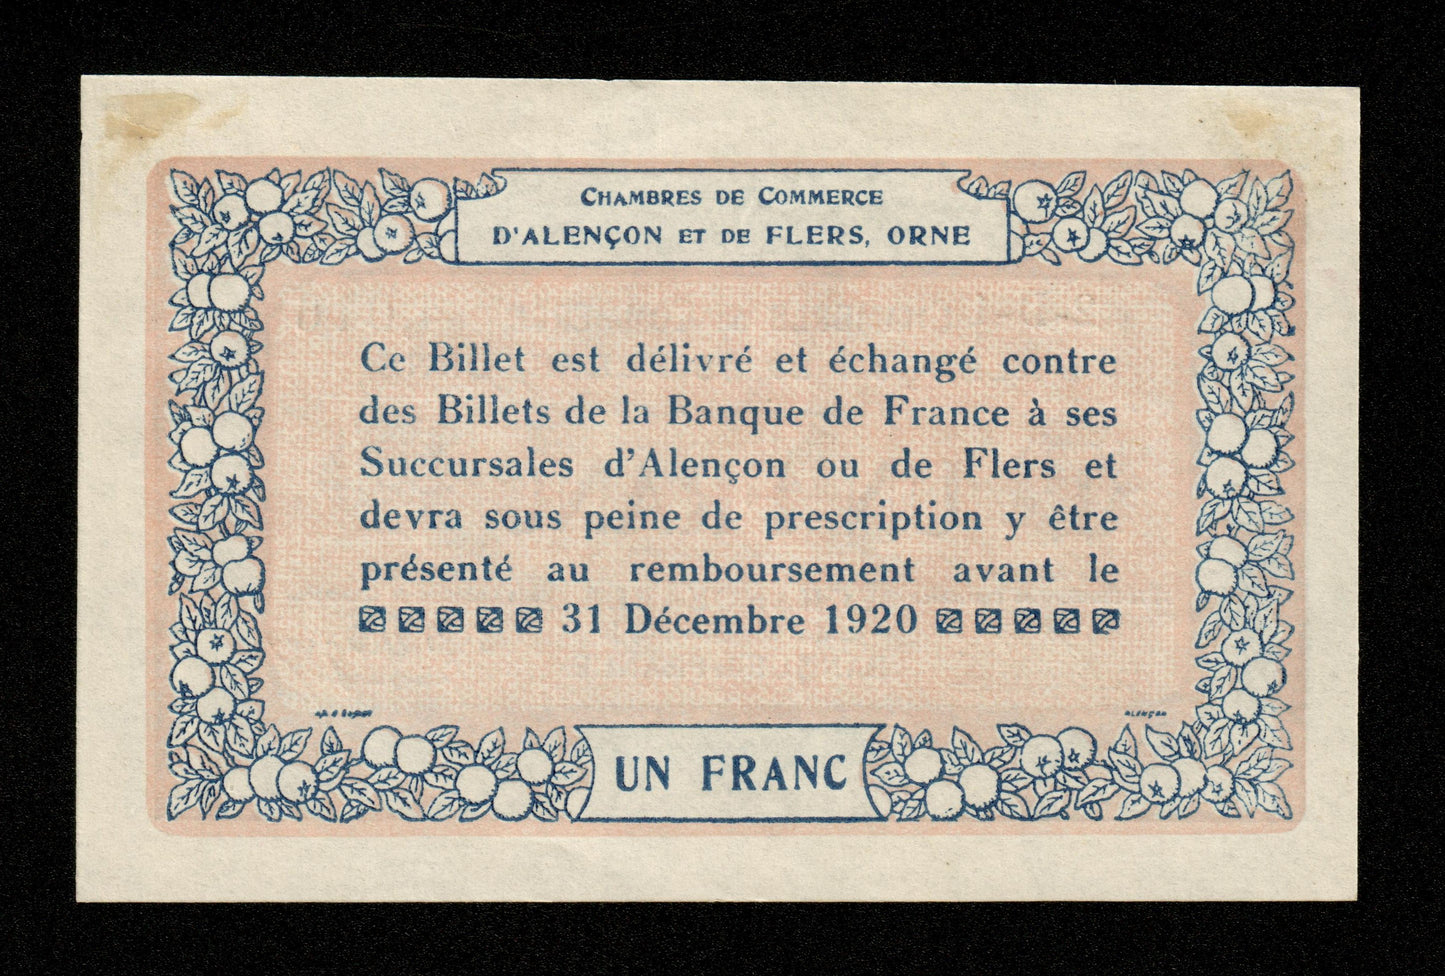 Chambres de Commerce
d'Alençon et de Flers, Orne
Ce Billet est délivré et échangé contre
des Billets de la Banque de France à ses
Succursales d'Alençon ou de Flers et
devra sous peine de prescription y être
présenté au remboursement avant le
31 Décembre 1920
ALENÇON
UN FRANC